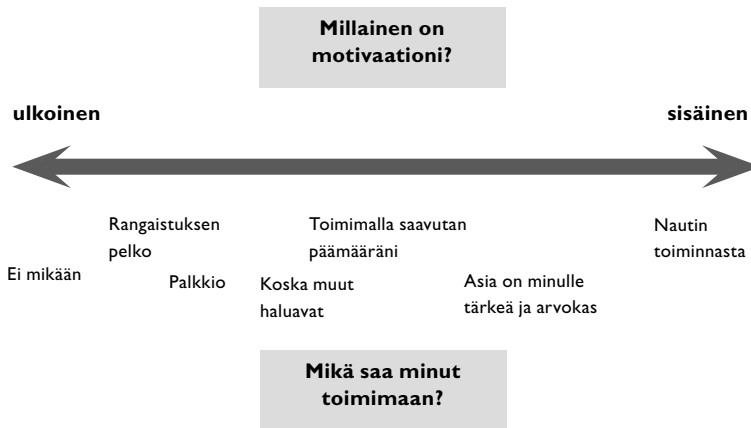 Millainen on
motivaationi?
ulkoinen
sisäinen
Rangaistuksen
pelko
Toimimalla saavutan
päämääräni
Nautin
toiminnasta
Ei mikään
Palkkio
Koska muut
haluavat
Asia on minulle
tärkeä ja arvokas
Mikä saa minut
toimimaan?